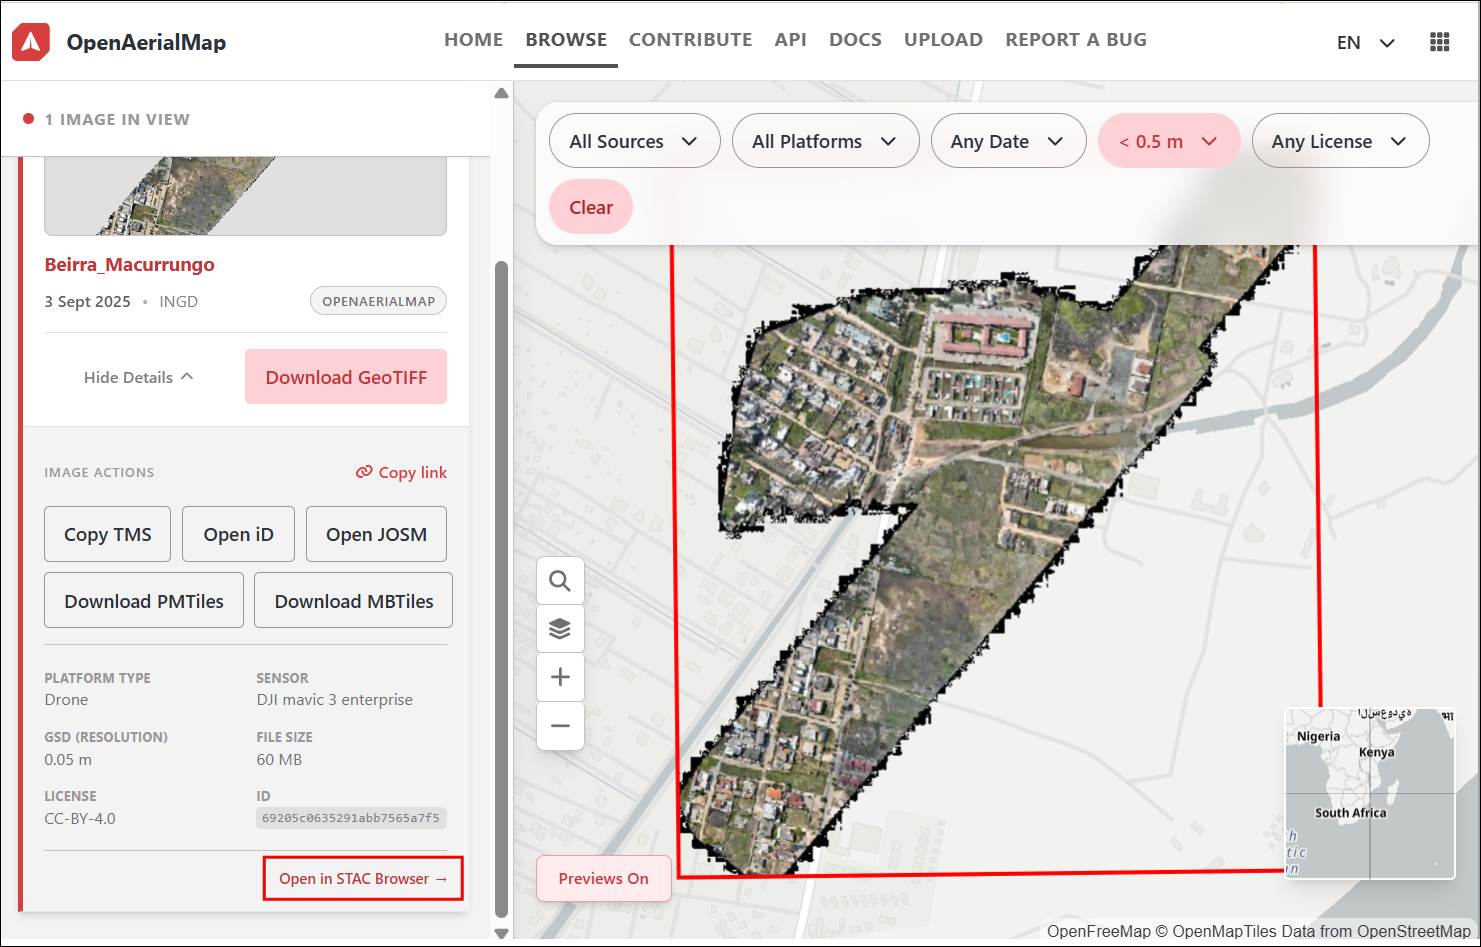 OpenAerialMap
HOME BROWSE CONTRIBUTE API DOCS UPLOAD REPORT A BUG
EN
1 IMAGE IN VIEW
Beirra_Macurrungo
3 Sept 2025 • INGD
OPENAERIALMAP
Hide Details
Download GeoTIFF
IMAGE ACTIONS
Copy link
Copy TMS
Open iD
Open JOSM
Download PMTiles
Download MBTiles
PLATFORM TYPE
Drone
SENSOR
DJI mavic 3 enterprise
GSD (RESOLUTION)
0.05 m
FILE SIZE
60 MB
LICENSE
CC-BY-4.0
ID
69205c0635291abb7565a7f5
Open in STAC Browser →
All Sources
All Platforms
Any Date
< 0.5 m
Any License
Clear
Previews On
Nigeria
Kenya
South Africa
OpenFreeMap © OpenMapTiles Data from OpenStreetMap